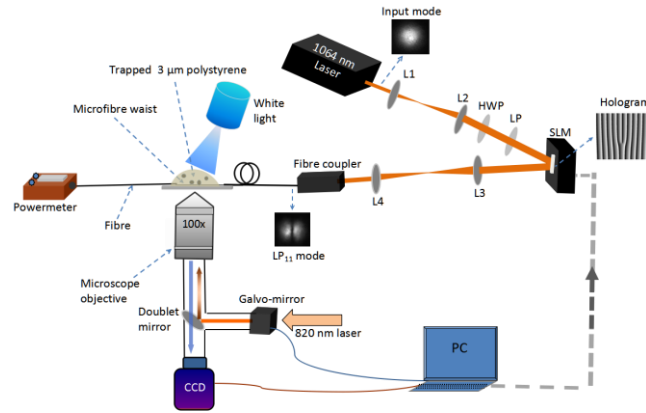 Input mode
1064 nm
Laser
L1
L2
HWP
LP
SLM
Hologram
Trapped 3 µm polystyrene
Microfibre waist
White
light
Fibre coupler
L4
L3
Powermeter
Fibre
100x
LP11 mode
Microscope
objective
Doublet
mirror
Galvo-mirror
820 nm laser
PC
CCD